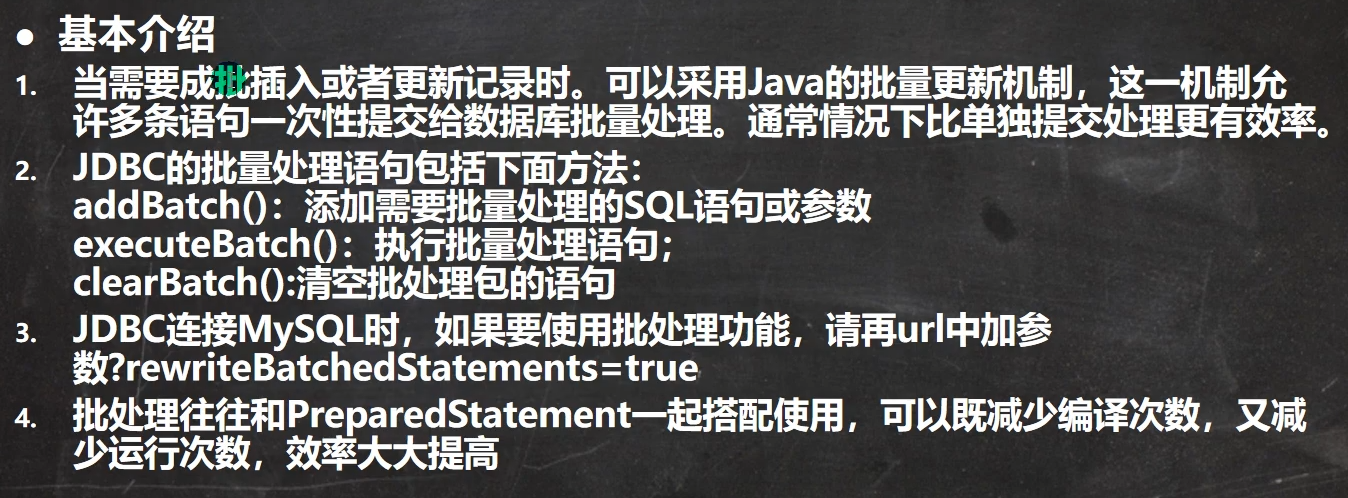 ● 基本介绍
1. 当需要成批插入或者更新记录时。可以采用Java的批量更新机制，这一机制允
许多条语句一次性提交给数据库批量处理。通常情况下比单独提交处理更有效率。
2. JDBC的批量处理语句包括下面方法：
addBatch()：添加需要批量处理的SQL语句或参数
executeBatch()：执行批量处理语句；
clearBatch():清空批处理包的语句
3. JDBC连接MySQL时，如果要使用批处理功能，请再url中加参
数?rewriteBatchedStatements=true
4. 批处理往往和PreparedStatement一起搭配使用，可以既减少编译次数，又减
少运行次数，效率大大提高